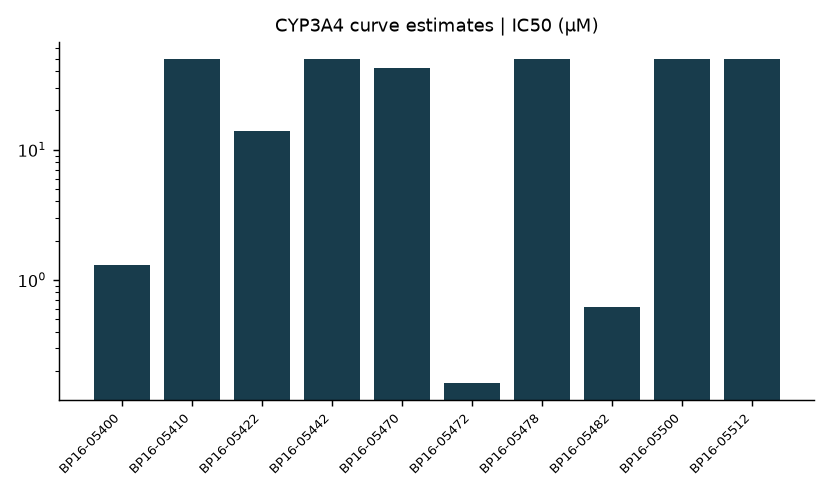 CYP3A4 curve estimates | IC50 (µM)
10¹
10⁰
BP16-05400
BP16-05410
BP16-05422
BP16-05442
BP16-05470
BP16-05472
BP16-05478
BP16-05482
BP16-05500
BP16-05512